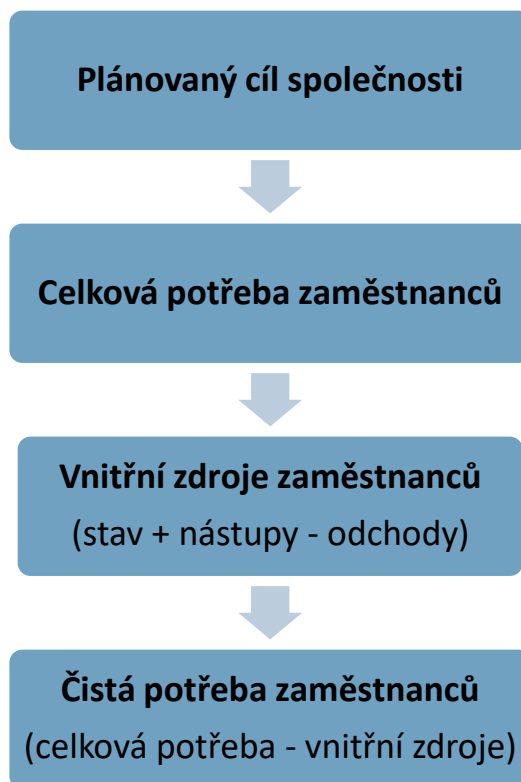 Plánovaný cíl společnosti
Celková potřeba zaměstnanců
Vnitřní zdroje zaměstnanců
(stav + nástupy - odchody)
Čistá potřeba zaměstnanců
(celková potřeba - vnitřní zdroje)